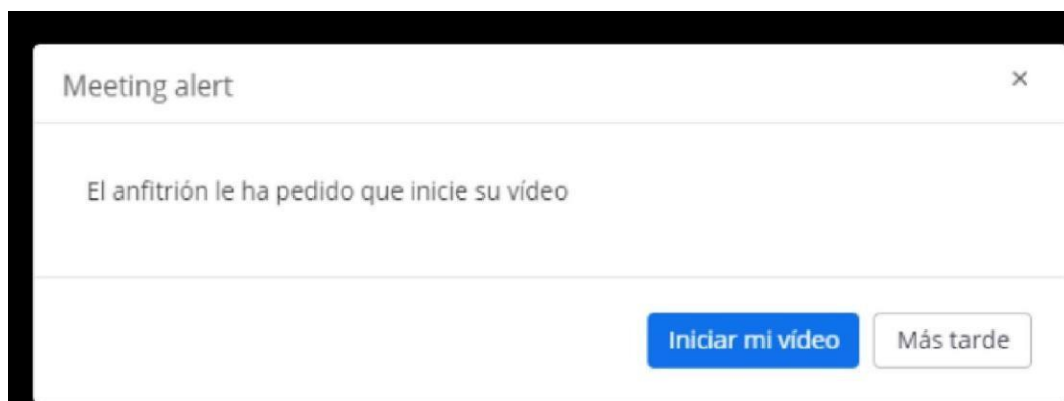 Meeting alert
El anfitrión le ha pedido que inicie su vídeo
Iniciar mi vídeo Más tarde